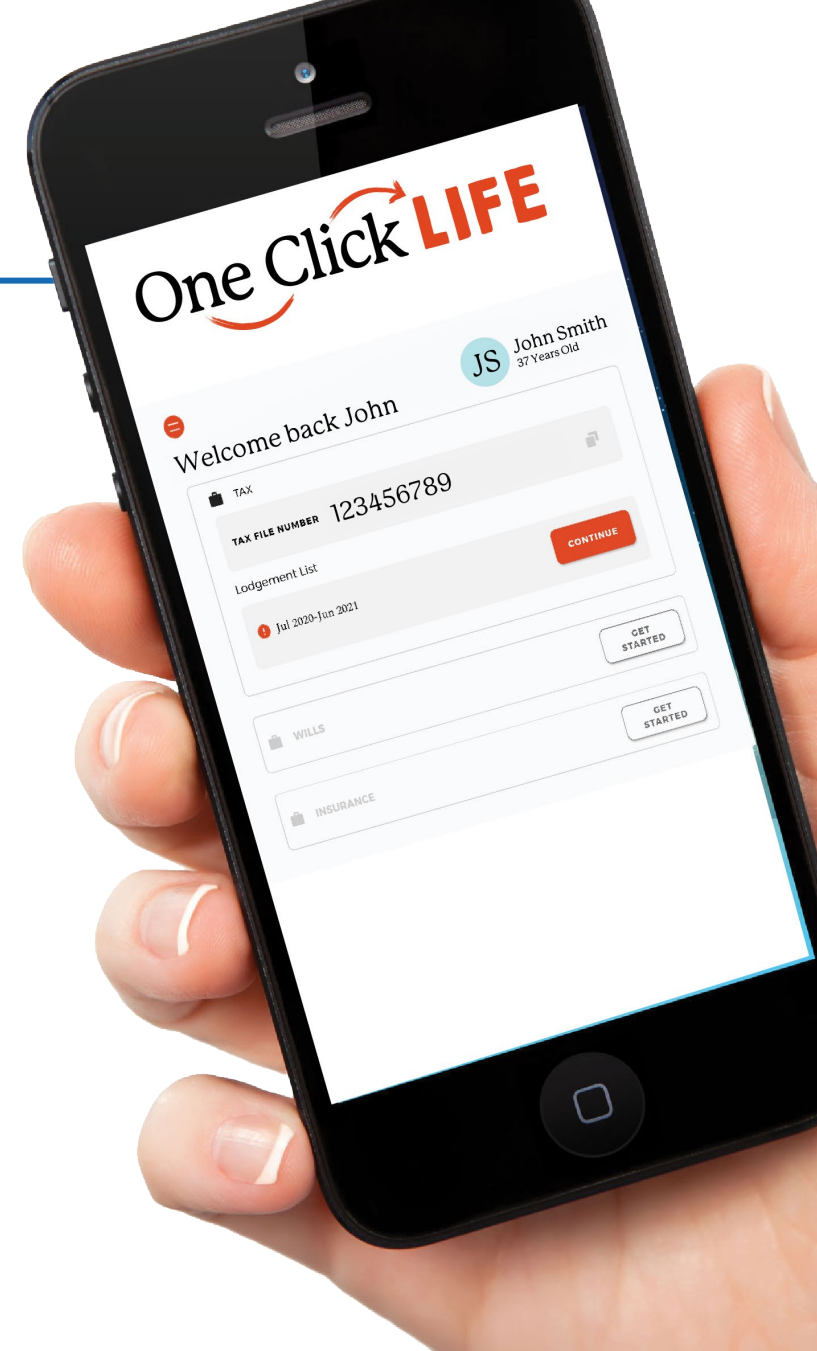 One Click LIFE
JS
John Smith
37 Years Old
Welcome back John
TAX
TAX FILE NUMBER 123456789
Lodgement List
! Jul 2020-Jun 2021
CONTINUE
WILLS
GET
STARTED
INSURANCE
GET
STARTED